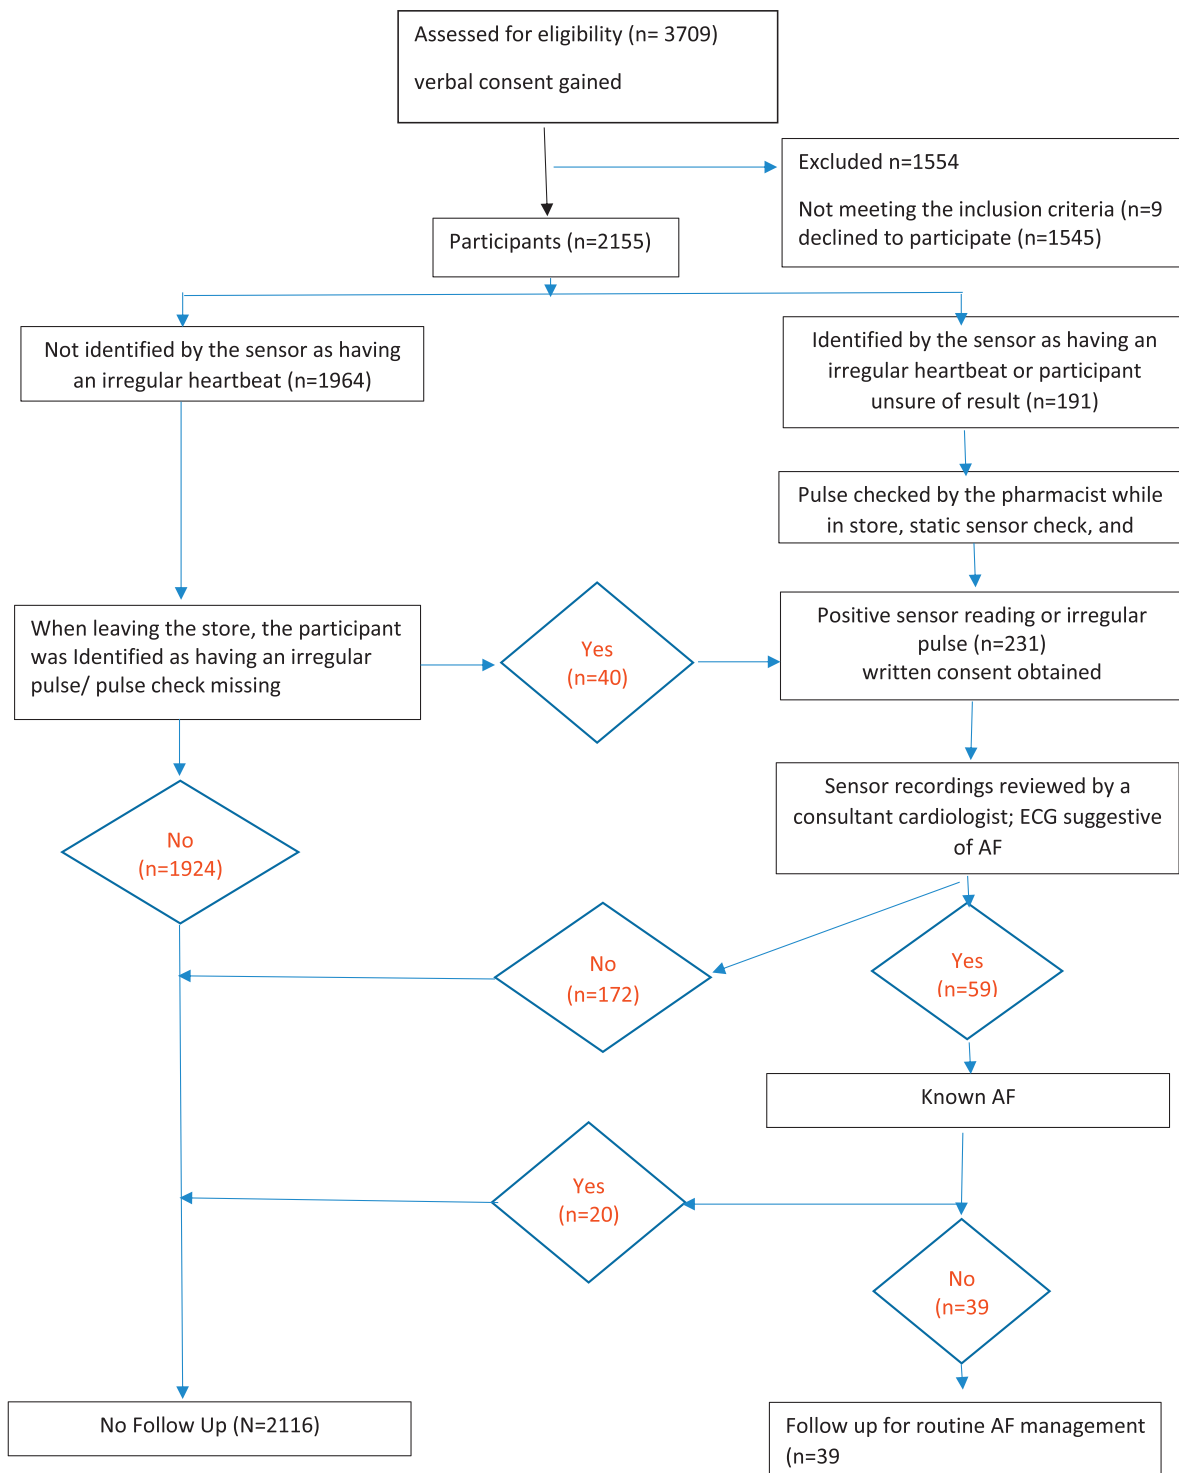 Assessed for eligibility (n= 3709)
verbal consent gained
Excluded n=1554
Not meeting the inclusion criteria (n=9
declined to participate (n=1545)
Participants (n=2155)
Not identified by the sensor as having
an irregular heartbeat (n=1964)
Identified by the sensor as having an
irregular heartbeat or participant
unsure of result (n=191)
Pulse checked by the pharmacist while
in store, static sensor check, and
When leaving the store, the participant
was Identified as having an irregular
pulse/ pulse check missing
Yes
(n=40)
Positive sensor reading or irregular
pulse (n=231)
written consent obtained
No
(n=1924)
Sensor recordings reviewed by a
consultant cardiologist; ECG suggestive
of AF
No
(n=172)
Yes
(n=59)
Known AF
Yes
(n=20)
No
(n=39
No Follow Up (N=2116)
Follow up for routine AF management
(n=39